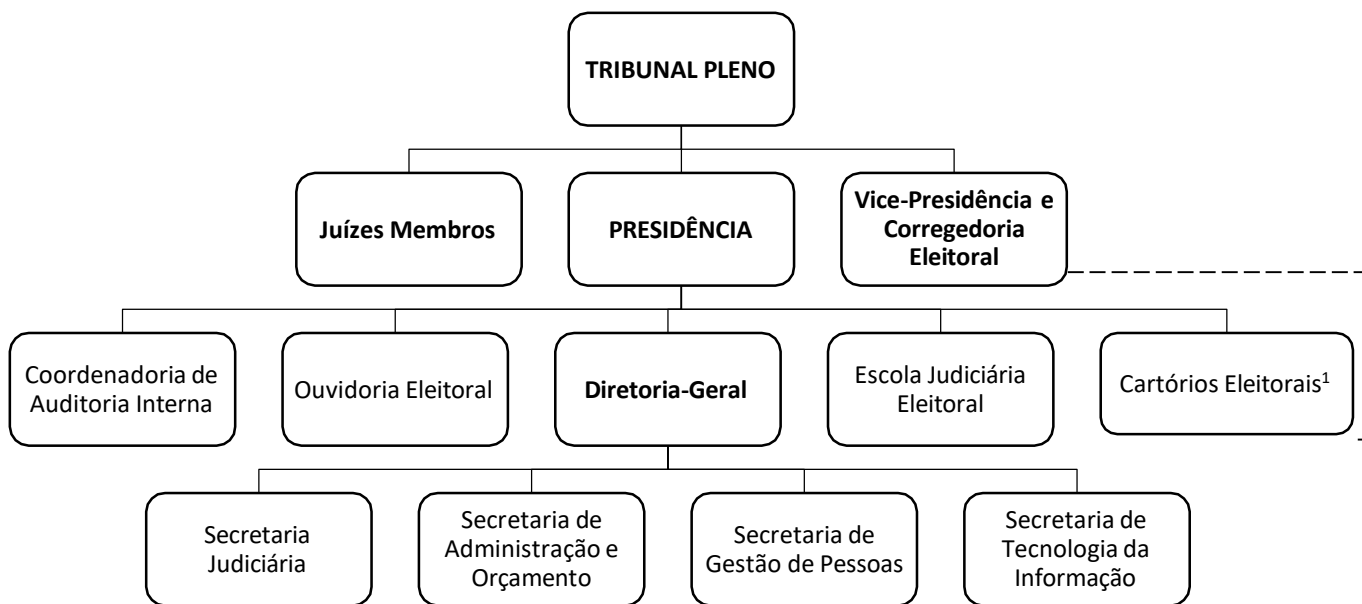 TRIBUNAL PLENO
Juízes Membros
PRESIDÊNCIA
Vice-Presidência e
Corregedoria
Eleitoral
Coordenadoria de
Auditoria Interna
Ouvidoria Eleitoral
Diretoria-Geral
Escola Judiciária
Eleitoral
Cartórios Eleitorais¹
Secretaria
Judiciária
Secretaria de
Administração e
Orçamento
Secretaria de
Gestão de Pessoas
Secretaria de
Tecnologia da
Informação